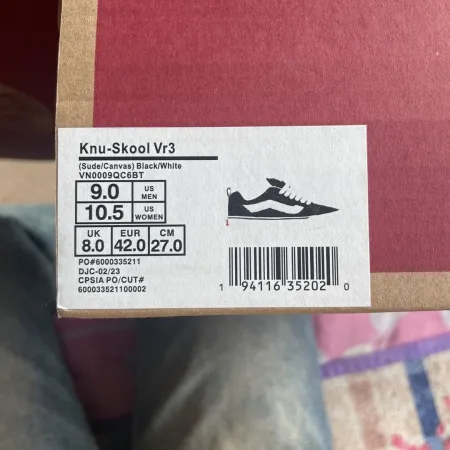 Knu-Skool Vr3
(Sude/Canvas) Black/White
VN0009QC6BT
9.0 US MEN
10.5 US WOMEN
UK EUR CM
8.0 42.0 27.0
PO#6000335211
DJC-02/23
CPSIA PO/CUT#
600033521100002
1
1 94116 35202 0